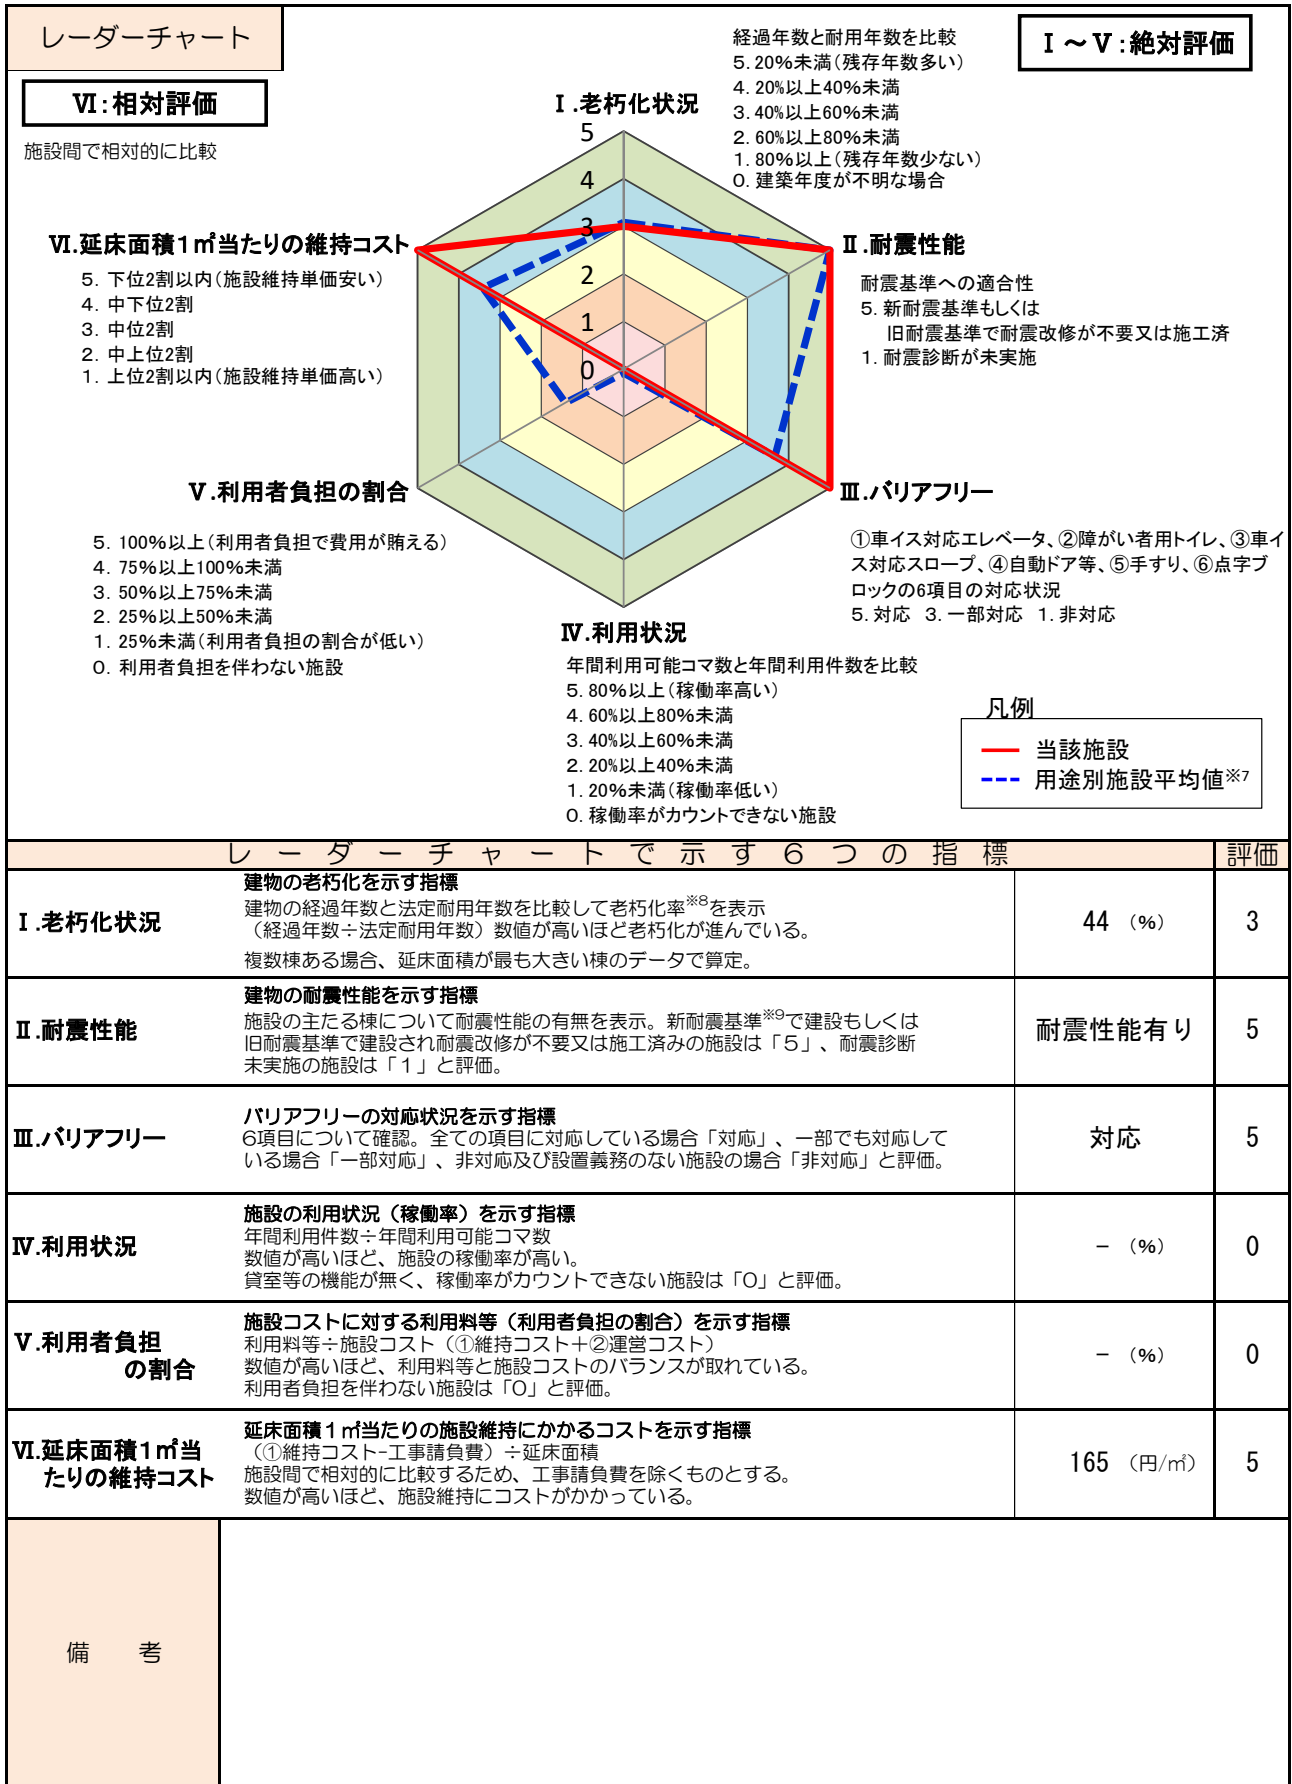 レーダーチャート
Ⅰ～Ⅴ:絶対評価
Ⅵ:相対評価
施設間で相対的に比較
Ⅰ.老朽化状況
経過年数と耐用年数を比較
5.20%未満(残存年数多い)
4.20%以上40%未満
3.40%以上60%未満
2.60%以上80%未満
1.80%以上(残存年数少ない)
0.建築年度が不明な場合
5
4
3
2
1
0
Ⅱ.耐震性能
耐震基準への適合性
5.新耐震基準もしくは
旧耐震基準で耐震改修が不要又は施工済
1.耐震診断が未実施
Ⅵ.延床面積1㎡当たりの維持コスト
5. 下位2割以内(施設維持単価安い)
4. 中下位2割
3. 中位2割
2. 中上位2割
1. 上位2割以内(施設維持単価高い)
Ⅲ.バリアフリー
①車イス対応エレベータ、②障がい者用トイレ、③車イ
ス対応スロープ、④自動ドア等、⑤手すり、⑥点字ブ
ロックの6項目の対応状況
5.対応 3.一部対応 1.非対応
Ⅴ.利用者負担の割合
5. 100%以上(利用者負担で費用が賄える)
4. 75%以上100%未満
3. 50%以上75%未満
2. 25%以上50%未満
1. 25%未満(利用者負担の割合が低い)
0. 利用者負担を伴わない施設
Ⅳ.利用状況
年間利用可能コマ数と年間利用件数を比較
5.80%以上(稼働率高い)
4.60%以上80%未満
3.40%以上60%未満
2.20%以上40%未満
1.20%未満(稼働率低い)
0.稼働率がカウントできない施設
凡例
当該施設
用途別施設平均値※7
レーダーチャートで示す6つの指標 評価
Ⅰ.老朽化状況
建物の老朽化を示す指標
建物の経過年数と法定耐用年数を比較して老朽化率※8を表示
(経過年数÷法定耐用年数)数値が高いほど老朽化が進んでいる。
複数棟ある場合、延床面積が最も大きい棟のデータで算定。
44 (%) 3
Ⅱ.耐震性能
建物の耐震性能を示す指標
施設の主たる棟について耐震性能の有無を表示。新耐震基準※9で建設もしくは
旧耐震基準で建設され耐震改修が不要又は施工済みの施設は「5」、耐震診断
未実施の施設は「1」と評価。
耐震性能有り 5
Ⅲ.バリアフリー
バリアフリーの対応状況を示す指標
6項目について確認。全ての項目に対応している場合「対応」、一部でも対応して
いる場合「一部対応」、非対応及び設置義務のない施設の場合「非対応」と評価。
対応 5
Ⅳ.利用状況
施設の利用状況(稼働率)を示す指標
年間利用件数÷年間利用可能コマ数
数値が高いほど、施設の稼働率が高い。
貸室等の機能が無く、稼働率がカウントできない施設は「0」と評価。
- (%) 0
Ⅴ.利用者負担
の割合
施設コストに対する利用料等(利用者負担の割合)を示す指標
利用料等÷施設コスト(①維持コスト+②運営コスト)
数値が高いほど、利用料等と施設コストのバランスが取れている。
利用者負担を伴わない施設は「0」と評価。
- (%) 0
Ⅵ.延床面積1㎡当
たりの維持コスト
延床面積1㎡当たりの施設維持にかかるコストを示す指標
(①維持コスト-工事請負費)÷延床面積
施設間で相対的に比較するため、工事請負費を除くものとする。
数値が高いほど、施設維持にコストがかかっている。
165 (円/㎡) 5
備 考